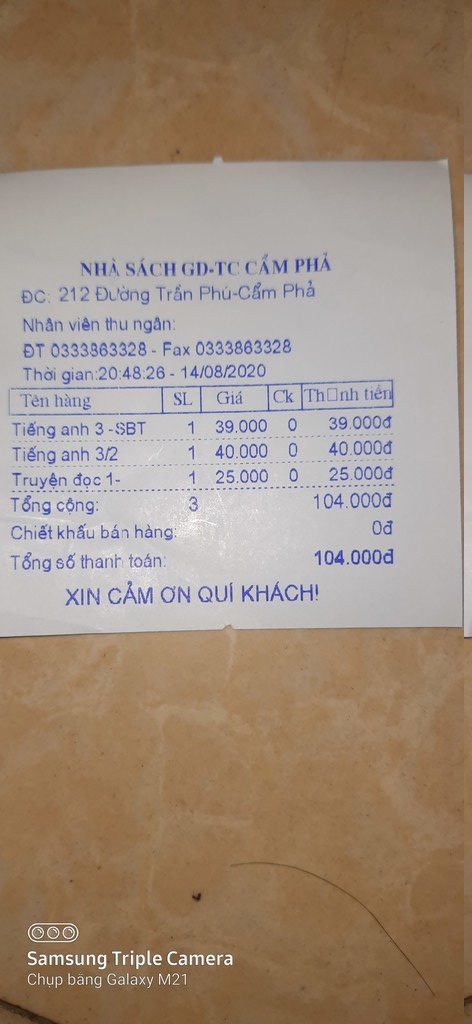 NHÀ SÁCH GD-TC CẨM PHẢ
ĐC: 212 Đường Trần Phú-Cẩm Phả
Nhân viên thu ngân:
ĐT 0333863328 - Fax 0333863328
Thời gian:20:48:26 - 14/08/2020
Tên hàng SL Giá Ck Th□nh tiền
Tiếng anh 3 -SBT 1 39.000 0 39.000đ
Tiếng anh 3/2 1 40.000 0 40.000đ
Truyện đọc 1- 1 25.000 0 25.000đ
Tổng cộng: 3 104.000đ
Chiết khấu bán hàng: 0đ
Tổng số thanh toán: 104.000đ
XIN CẢM ƠN QUÍ KHÁCH!
Samsung Triple Camera
Chụp bằng Galaxy M21